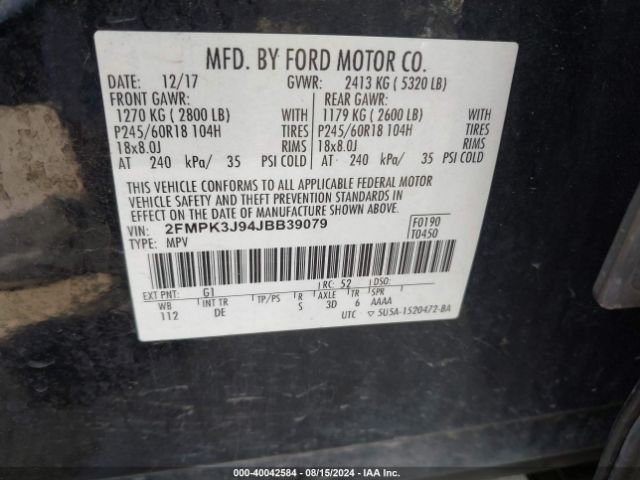 MFD. BY FORD MOTOR CO.
DATE: 12/17 GVWR: 2413 KG ( 5320 LB)
FRONT GAWR: REAR GAWR:
1270 KG ( 2800 LB) WITH 1179 KG ( 2600 LB) WITH
P245/60R18 104H TIRES P245/60R18 104H TIRES
18x8.0J RIMS 18x8.0J RIMS
AT 240 kPa/ 35 PSI COLD AT 240 kPa/ 35 PSI COLD
THIS VEHICLE CONFORMS TO ALL APPLICABLE FEDERAL MOTOR
VEHICLE SAFETY AND THEFT PREVENTION STANDARDS IN
EFFECT ON THE DATE OF MANUFACTURE SHOWN ABOVE.
VIN: 2FMPK3J94JBB39079 F0190
TYPE: MPV T0450
EXT PNT: G1 RC: 52 DSO:
WB INT TR TP/PS R AXLE TR SPR
112 DE S 3D 6 AAAA
UTC ▽ 5USA-1520472-BA
000-40042584 - 08/15/2024 - IAA Inc.